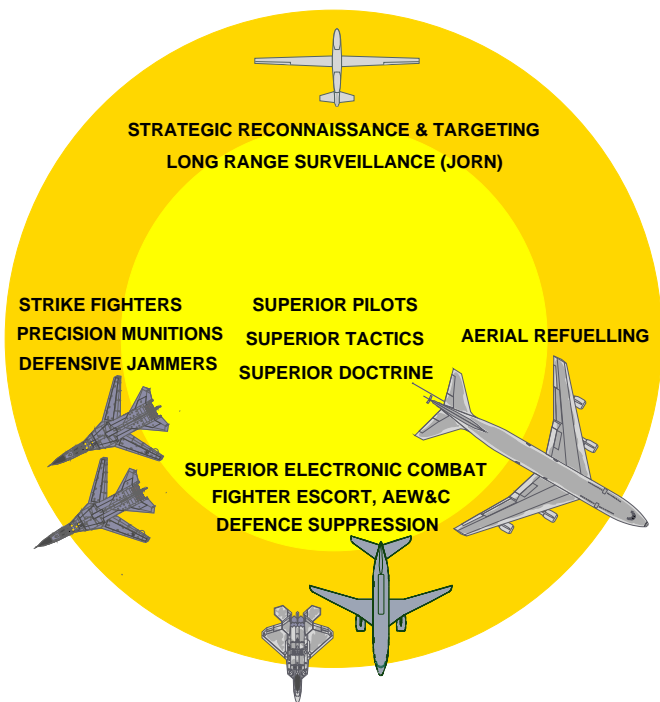 STRATEGIC RECONNAISSANCE & TARGETING
LONG RANGE SURVEILLANCE (JORN)
STRIKE FIGHTERS
PRECISION MUNITIONS
DEFENSIVE JAMMERS
SUPERIOR PILOTS
SUPERIOR TACTICS
SUPERIOR DOCTRINE
AERIAL REFUELLING
SUPERIOR ELECTRONIC COMBAT
FIGHTER ESCORT, AEW&C
DEFENCE SUPPRESSION